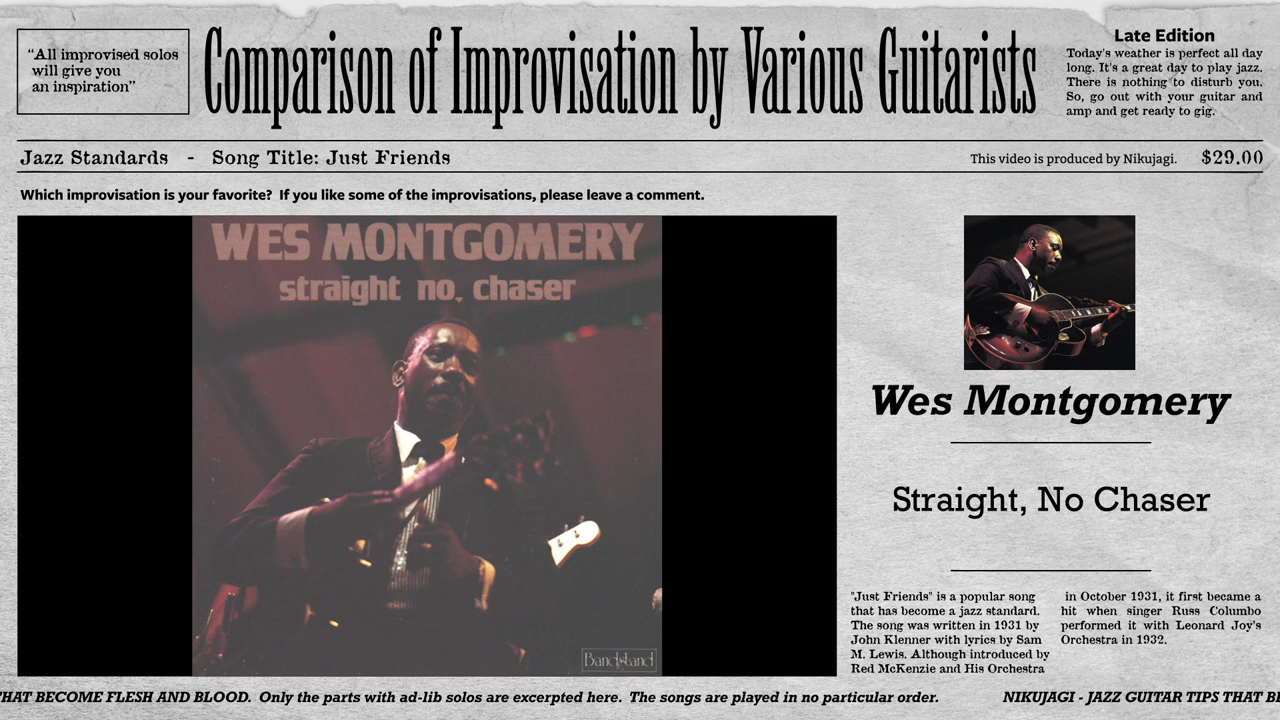 “All improvised solos
will give you
an inspiration”
Comparison of Improvisation by Various Guitarists
Late Edition
Today's weather is perfect all day
long. It's a great day to play jazz.
There is nothing to disturb you.
So, go out with your guitar and
amp and get ready to gig.
Jazz Standards - Song Title: Just Friends
This video is produced by Nikujagi. $29.00
Which improvisation is your favorite? If you like some of the improvisations, please leave a comment.
WES MONTGOMERY
straight no. chaser
Bandstand
Wes Montgomery
Straight, No Chaser
"Just Friends" is a popular song
that has become a jazz standard.
The song was written in 1931 by
John Klenner with lyrics by Sam
M. Lewis. Although introduced by
Red McKenzie and His Orchestra
in October 1931, it first became a
hit when singer Russ Columbo
performed it with Leonard Joy's
Orchestra in 1932.
THAT BECOME FLESH AND BLOOD. Only the parts with ad-lib solos are excerpted here. The songs are played in no particular order. NIKUJAGI - JAZZ GUITAR TIPS THAT